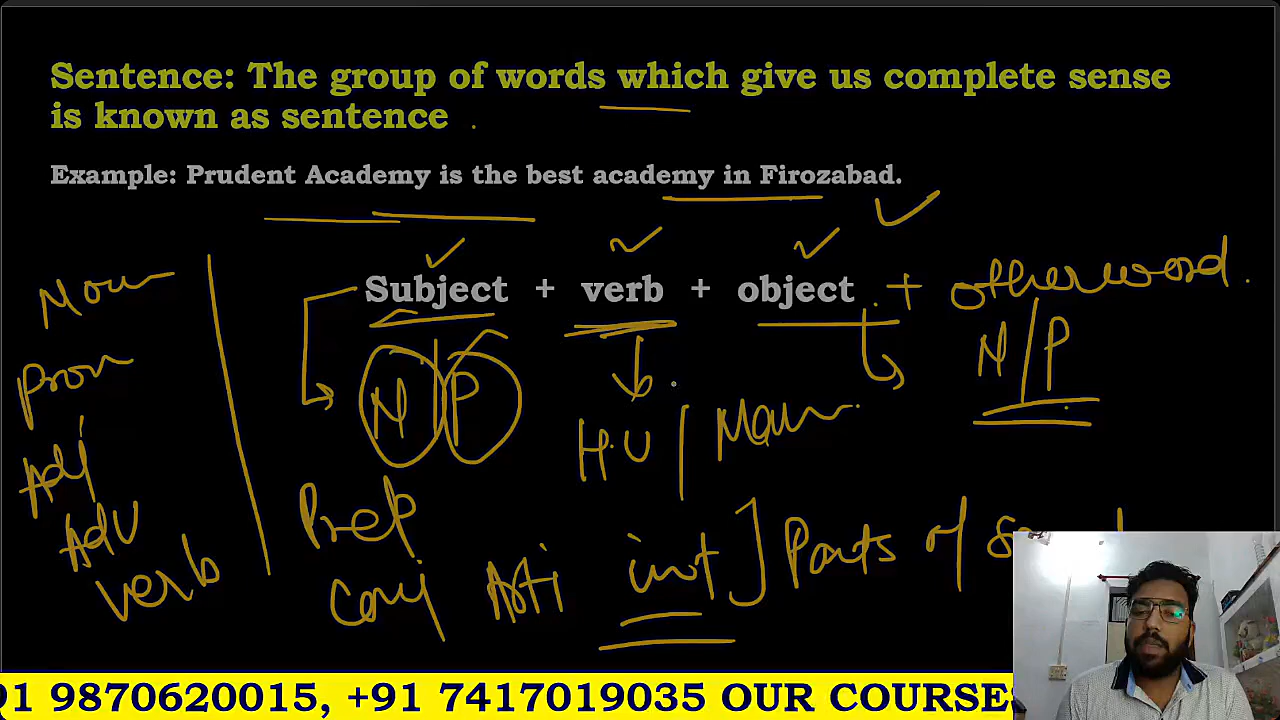 Sentence: The group of words which give us complete sense
is known as sentence .
Example: Prudent Academy is the best academy in Firozabad.
Subject + verb + object + otherword.
Noun
Pron
Adj
Adv
verb
N/P
H.V / Main
N/P
Prep
Conj Arti int ] Parts of
91 9870620015, +91 7417019035 OUR COURSES